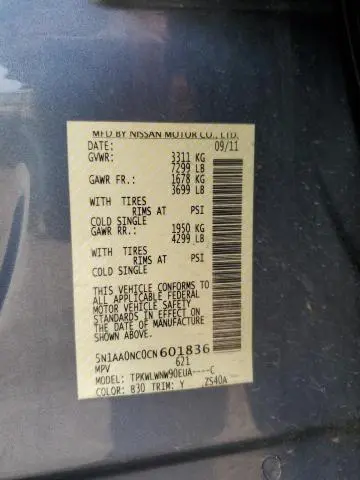 MFD BY NISSAN MOTOR CO., LTD.
DATE: 09/11
GVWR: 3311 KG
7299 LB
GAWR FR.: 1678 KG
3699 LB
WITH TIRES
RIMS AT PSI
COLD SINGLE
GAWR RR.: 1950 KG
4299 LB
WITH TIRES
RIMS AT PSI
COLD SINGLE
THIS VEHICLE CONFORMS TO
ALL APPLICABLE FEDERAL
MOTOR VEHICLE SAFETY
STANDARDS IN EFFECT ON
THE DATE OF MANUFACTURE
SHOWN ABOVE.
5N1AA0NC0CN601836
MPV 621
MODEL: TPKWLWNW90EUA----C
COLOR: B30 TRIM: Y ZS40A